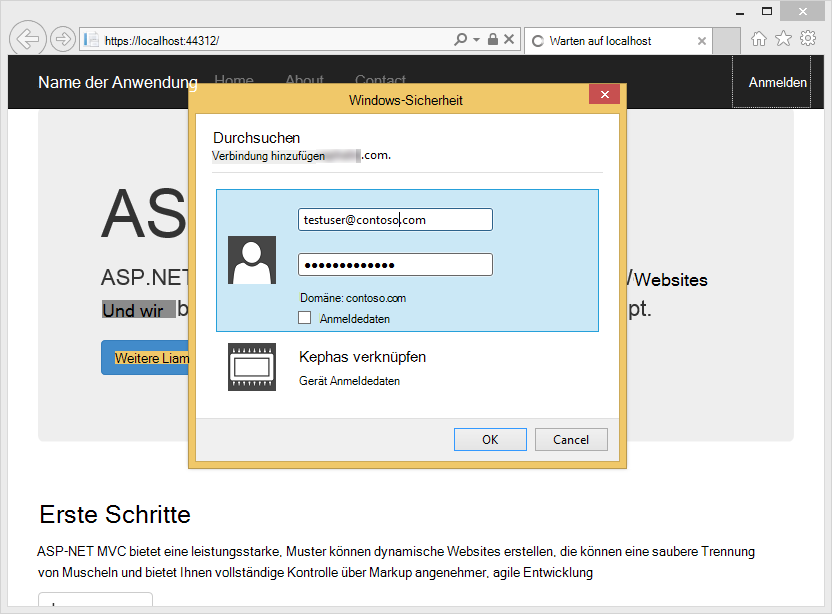 https://localhost:44312/
Warten auf localhost
Name der Anwendung
Home
About
Contact
Anmelden
Windows-Sicherheit
Durchsuchen
Verbindung hinzufügen .com.
AS
testuser@contoso.com
•••••••••••••
ASP.NET
/Websites
Domäne: contoso.com
Und wir b
pt.
Anmeldedaten
Weitere Liam
Kephas verknüpfen
Gerät Anmeldedaten
OK
Cancel
Erste Schritte
ASP-NET MVC bietet eine leistungsstarke, Muster können dynamische Websites erstellen, die können eine saubere Trennung
von Muscheln und bietet Ihnen vollständige Kontrolle über Markup angenehmer, agile Entwicklung